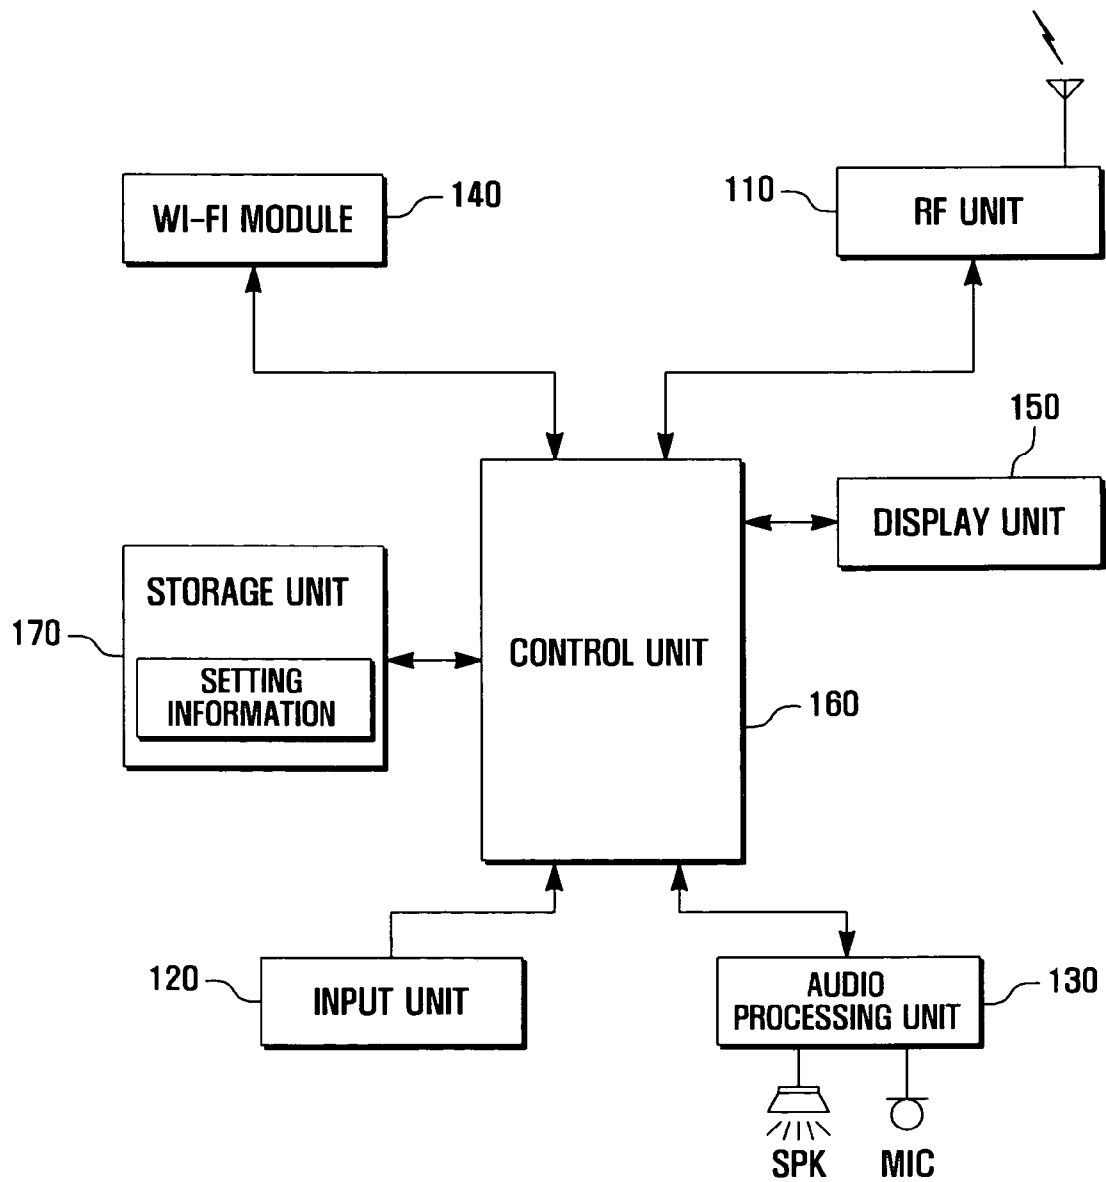 WI-FI MODULE
140
110
RF UNIT
150
DISPLAY UNIT
STORAGE UNIT
170
SETTING
INFORMATION
CONTROL UNIT
160
120
INPUT UNIT
AUDIO
PROCESSING UNIT
130
SPK
MIC